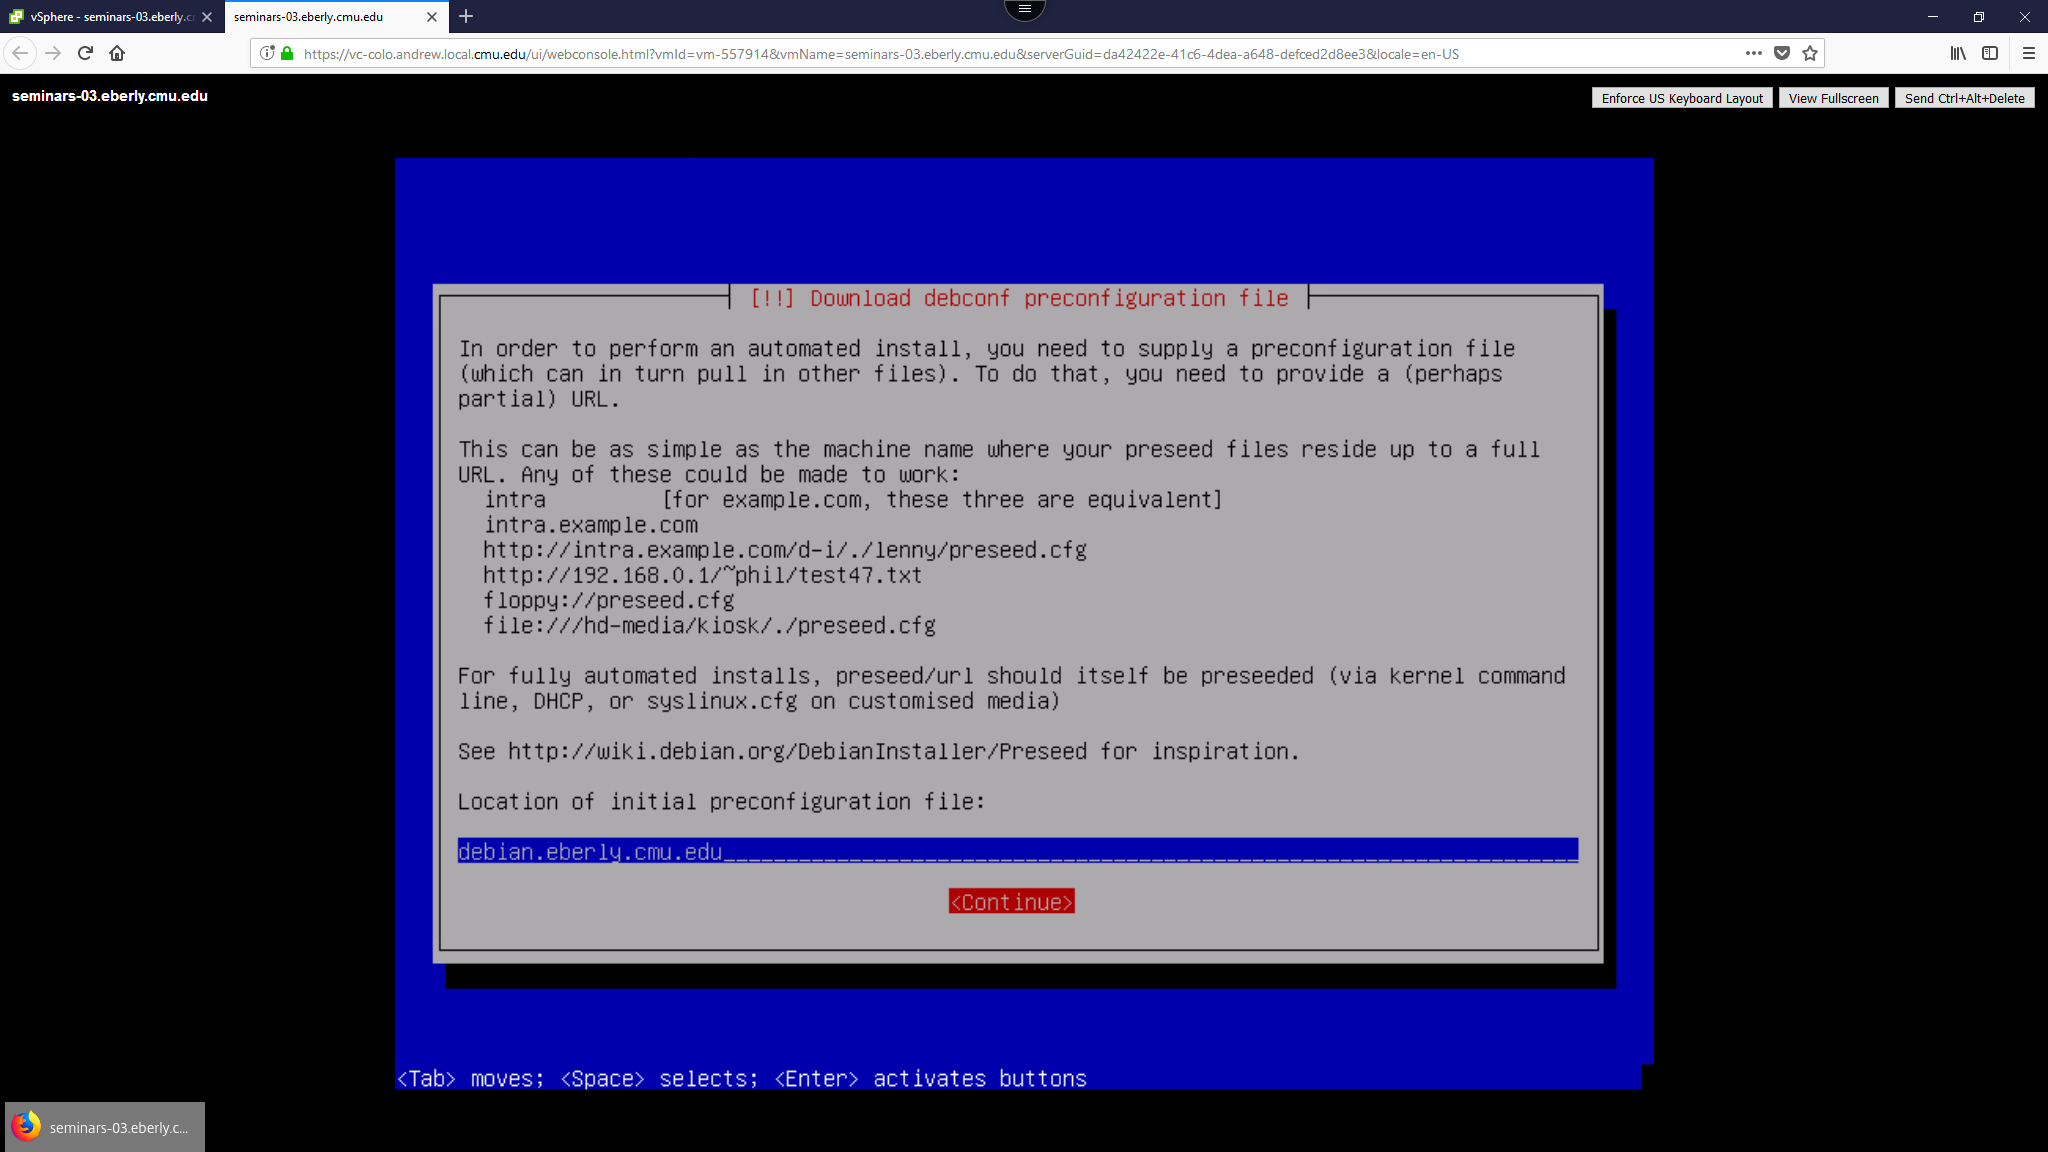 vSphere - seminars-03.eberly.c
seminars-03.eberly.cmu.edu
https://vc-colo.andrew.local.cmu.edu/ui/webconsole.html?vmId=vm-557914&vmName=seminars-03.eberly.cmu.edu&serverGuid=da42422e-41c6-4dea-a648-defced2d8ee3&locale=en-US
seminars-03.eberly.cmu.edu
Enforce US Keyboard Layout
View Fullscreen
Send Ctrl+Alt+Delete
[!!] Download debconf preconfiguration file
In order to perform an automated install, you need to supply a preconfiguration file
(which can in turn pull in other files). To do that, you need to provide a (perhaps
partial) URL.
This can be as simple as the machine name where your preseed files reside up to a full
URL. Any of these could be made to work:
intra [for example.com, these three are equivalent]
intra.example.com
http://intra.example.com/d-i/./lenny/preseed.cfg
http://192.168.0.1/~phil/test47.txt
floppy://preseed.cfg
file:///hd-media/kiosk/./preseed.cfg
For fully automated installs, preseed/url should itself be preseeded (via kernel command
line, DHCP, or syslinux.cfg on customised media)
See http://wiki.debian.org/DebianInstaller/Preseed for inspiration.
Location of initial preconfiguration file:
debian.eberly.cmu.edu
<Continue>
<Tab> moves; <Space> selects; <Enter> activates buttons
seminars-03.eberly.c...